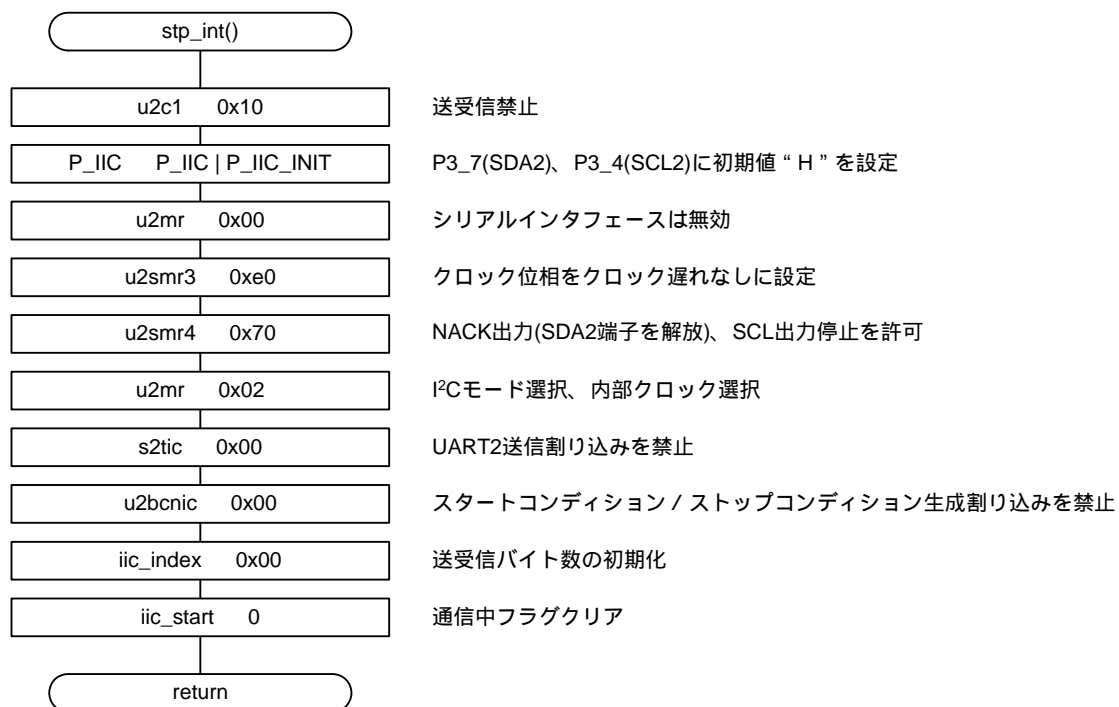 stp_int()
u2c1 0x10 送受信禁止
P_IIC P_IIC | P_IIC_INIT P3_7(SDA2)、P3_4(SCL2)に初期値“H”を設定
u2mr 0x00 シリアルインタフェースは無効
u2smr3 0xe0 クロック位相をクロック遅れなしに設定
u2smr4 0x70 NACK出力(SDA2端子を解放)、SCL出力停止を許可
u2mr 0x02 I²Cモード選択、内部クロック選択
s2tic 0x00 UART2送信割り込みを禁止
u2bcnic 0x00 スタートコンディション / ストップコンディション生成割り込みを禁止
iic_index 0x00 送受信バイト数の初期化
iic_start 0 通信中フラグクリア
return